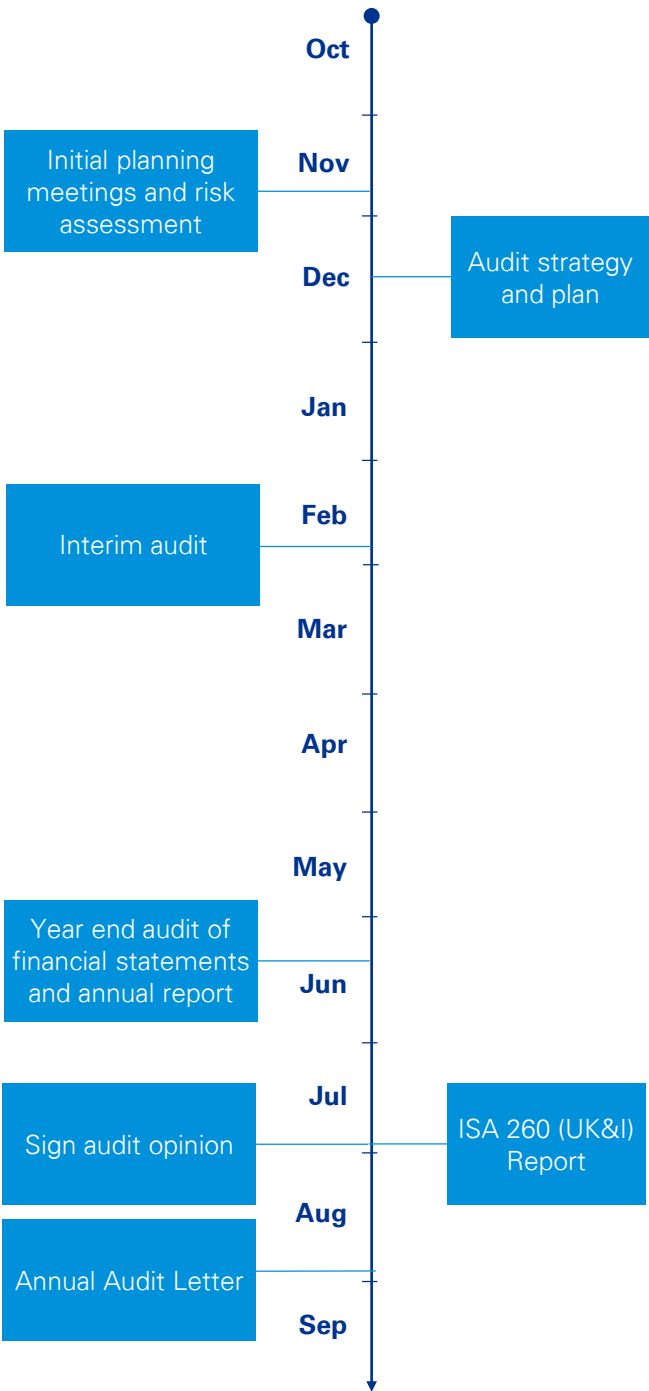 Oct
Initial planning
meetings and risk
assessment
Nov
Audit strategy
and plan
Dec
Jan
Feb
Interim audit
Mar
Apr
May
Year end audit of
financial statements
and annual report
Jun
Jul
Sign audit opinion
ISA 260 (UK&I)
Report
Aug
Annual Audit Letter
Sep